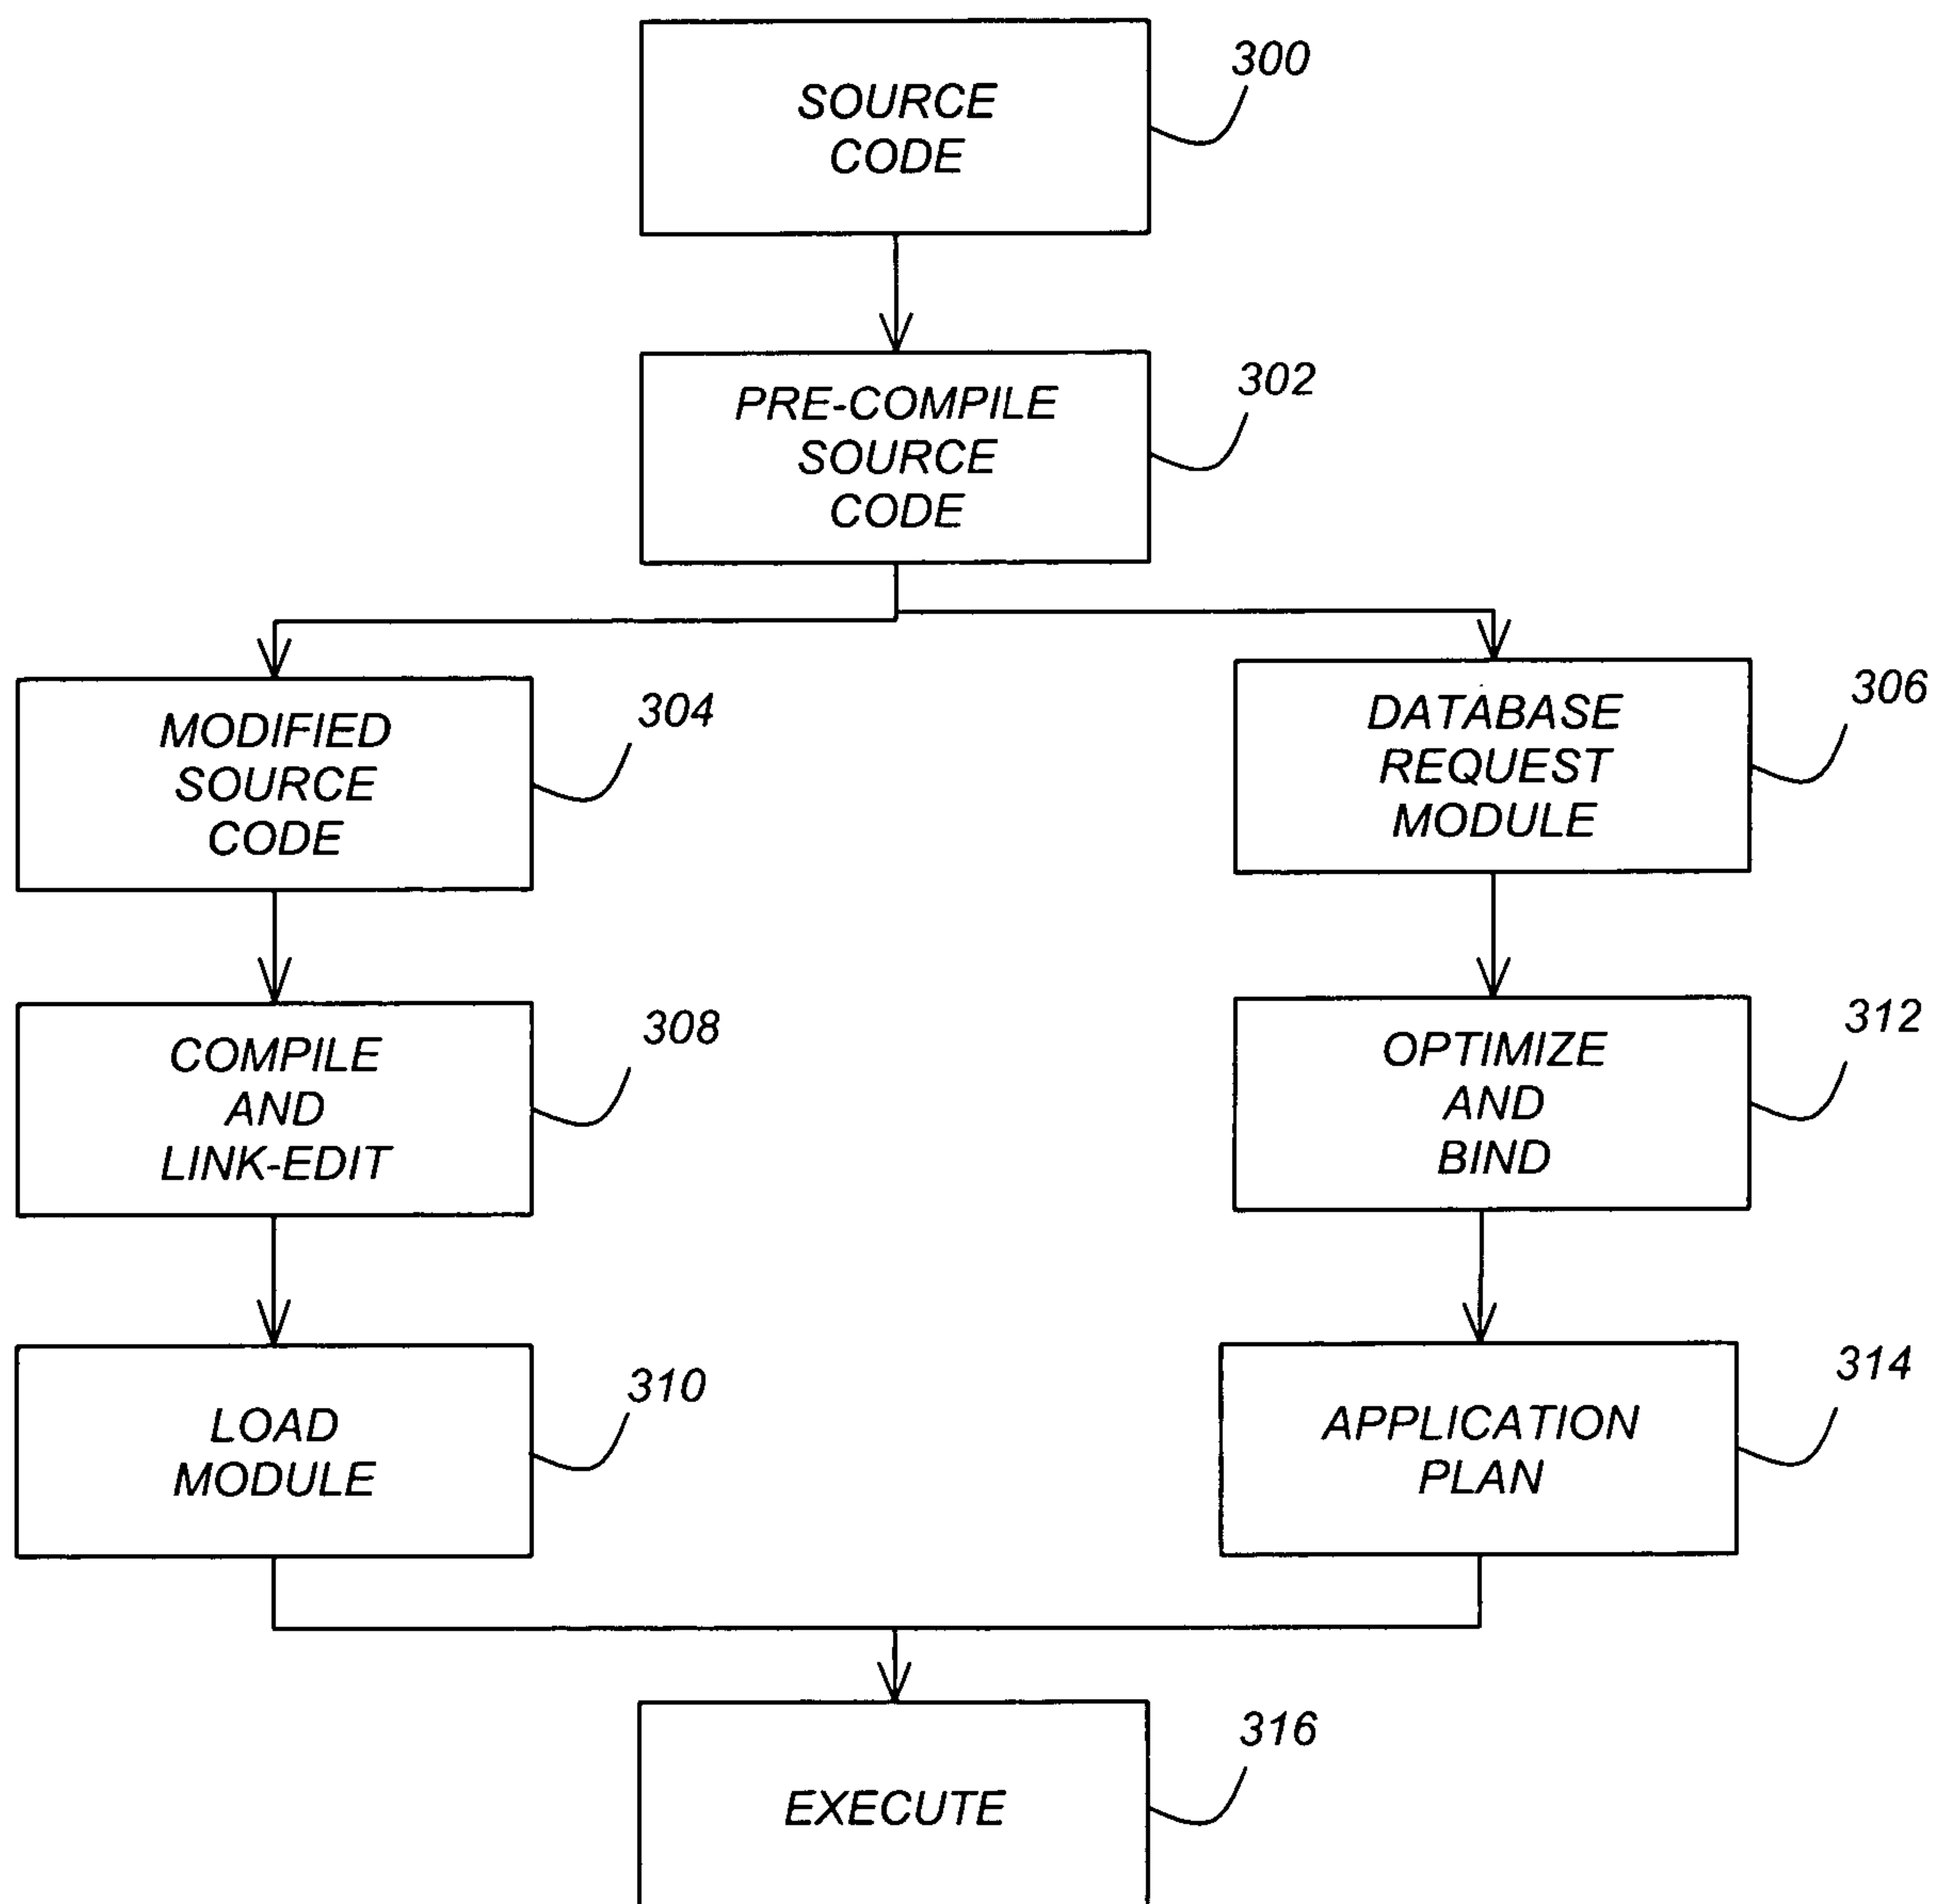 SOURCE
CODE
300
PRE-COMPILE
SOURCE
CODE
302
MODIFIED
SOURCE
CODE
304
DATABASE
REQUEST
MODULE
306
COMPILE
AND
LINK-EDIT
308
OPTIMIZE
AND
BIND
312
LOAD
MODULE
310
APPLICATION
PLAN
314
EXECUTE
316